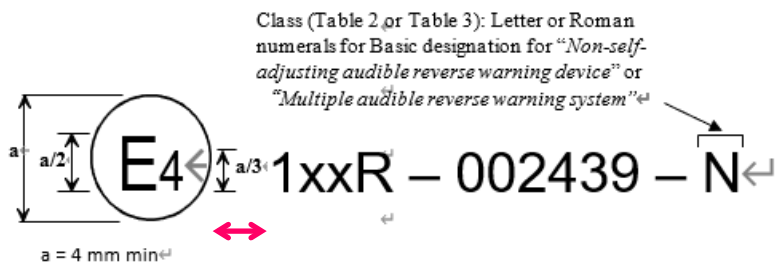 Class (Table 2 or Table 3): Letter or Roman
numerals for Basic designation for “Non-self-
adjusting audible reverse warning device” or
“Multiple audible reverse warning system”
a
a/2
E4
a/3
1xxR – 002439 – N
a = 4 mm min